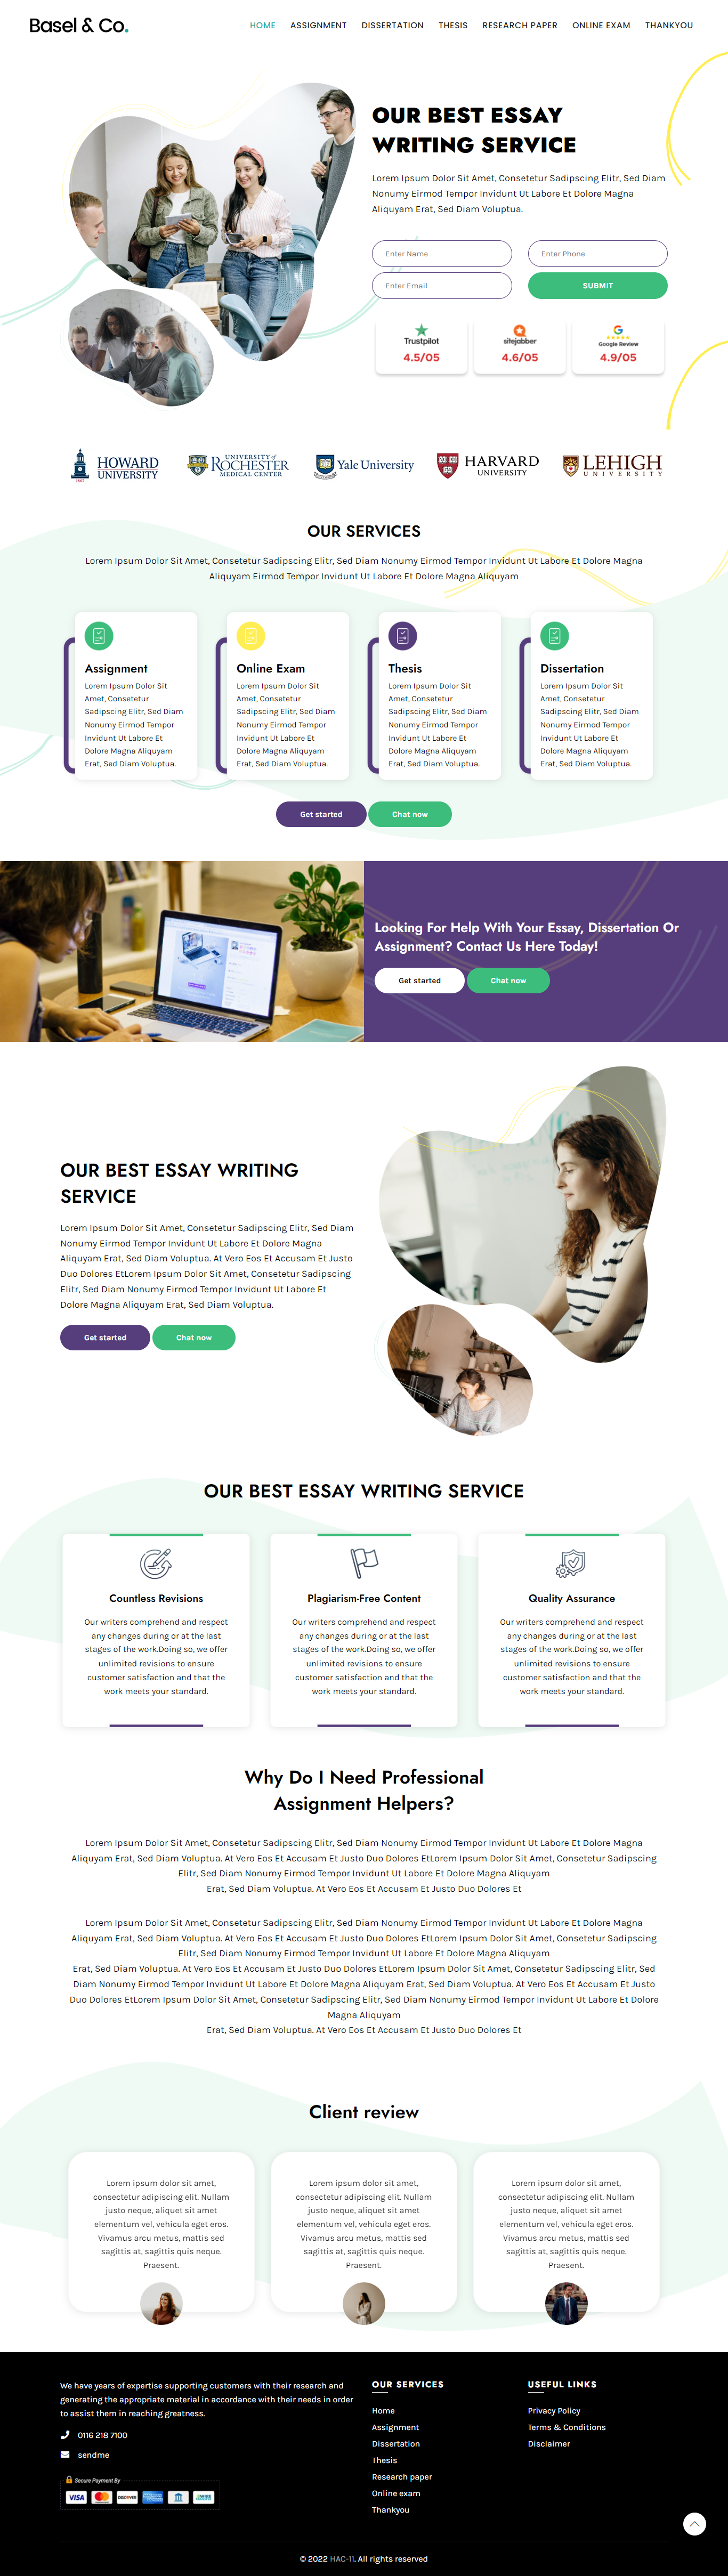 Basel & Co.
HOME ASSIGNMENT DISSERTATION THESIS RESEARCH PAPER ONLINE EXAM THANKYOU
OUR BEST ESSAY
WRITING SERVICE
Lorem Ipsum Dolor Sit Amet, Consetetur Sadipscing Elitr, Sed Diam
Nonumy Eirmod Tempor Invidunt Ut Labore Et Dolore Magna
Aliquyam Erat, Sed Diam Voluptua.
Enter Name
Enter Phone
Enter Email
SUBMIT
Trustpilot
4.5/05
sitejabber
4.6/05
Google Review
4.9/05
HOWARD
UNIVERSITY
UNIVERSITY of
ROCHESTER
MEDICAL CENTER
Yale University
HARVARD
UNIVERSITY
LEHIGH
UNIVERSITY
OUR SERVICES
Lorem Ipsum Dolor Sit Amet, Consetetur Sadipscing Elitr, Sed Diam Nonumy Eirmod Tempor Invidunt Ut Labore Et Dolore Magna
Aliquyam Eirmod Tempor Invidunt Ut Labore Et Dolore Magna Aliquyam
Assignment
Lorem Ipsum Dolor Sit
Amet, Consetetur
Sadipscing Elitr, Sed Diam
Nonumy Eirmod Tempor
Invidunt Ut Labore Et
Dolore Magna Aliquyam
Erat, Sed Diam Voluptua.
Online Exam
Lorem Ipsum Dolor Sit
Amet, Consetetur
Sadipscing Elitr, Sed Diam
Nonumy Eirmod Tempor
Invidunt Ut Labore Et
Dolore Magna Aliquyam
Erat, Sed Diam Voluptua.
Thesis
Lorem Ipsum Dolor Sit
Amet, Consetetur
Sadipscing Elitr, Sed Diam
Nonumy Eirmod Tempor
Invidunt Ut Labore Et
Dolore Magna Aliquyam
Erat, Sed Diam Voluptua.
Dissertation
Lorem Ipsum Dolor Sit
Amet, Consetetur
Sadipscing Elitr, Sed Diam
Nonumy Eirmod Tempor
Invidunt Ut Labore Et
Dolore Magna Aliquyam
Erat, Sed Diam Voluptua.
Get started
Chat now
Looking For Help With Your Essay, Dissertation Or
Assignment? Contact Us Here Today!
Get started
Chat now
OUR BEST ESSAY WRITING
SERVICE
Lorem Ipsum Dolor Sit Amet, Consetetur Sadipscing Elitr, Sed Diam
Nonumy Eirmod Tempor Invidunt Ut Labore Et Dolore Magna
Aliquyam Erat, Sed Diam Voluptua. At Vero Eos Et Accusam Et Justo
Duo Dolores EtLorem Ipsum Dolor Sit Amet, Consetetur Sadipscing
Elitr, Sed Diam Nonumy Eirmod Tempor Invidunt Ut Labore Et
Dolore Magna Aliquyam Erat, Sed Diam Voluptua.
Get started
Chat now
OUR BEST ESSAY WRITING SERVICE
Countless Revisions
Our writers comprehend and respect
any changes during or at the last
stages of the work.Doing so, we offer
unlimited revisions to ensure
customer satisfaction and that the
work meets your standard.
Plagiarism-Free Content
Our writers comprehend and respect
any changes during or at the last
stages of the work.Doing so, we offer
unlimited revisions to ensure
customer satisfaction and that the
work meets your standard.
Quality Assurance
Our writers comprehend and respect
any changes during or at the last
stages of the work.Doing so, we offer
unlimited revisions to ensure
customer satisfaction and that the
work meets your standard.
Why Do I Need Professional
Assignment Helpers?
Lorem Ipsum Dolor Sit Amet, Consetetur Sadipscing Elitr, Sed Diam Nonumy Eirmod Tempor Invidunt Ut Labore Et Dolore Magna
Aliquyam Erat, Sed Diam Voluptua. At Vero Eos Et Accusam Et Justo Duo Dolores EtLorem Ipsum Dolor Sit Amet, Consetetur Sadipscing
Elitr, Sed Diam Nonumy Eirmod Tempor Invidunt Ut Labore Et Dolore Magna Aliquyam
Erat, Sed Diam Voluptua. At Vero Eos Et Accusam Et Justo Duo Dolores Et
Lorem Ipsum Dolor Sit Amet, Consetetur Sadipscing Elitr, Sed Diam Nonumy Eirmod Tempor Invidunt Ut Labore Et Dolore Magna
Aliquyam Erat, Sed Diam Voluptua. At Vero Eos Et Accusam Et Justo Duo Dolores EtLorem Ipsum Dolor Sit Amet, Consetetur Sadipscing
Elitr, Sed Diam Nonumy Eirmod Tempor Invidunt Ut Labore Et Dolore Magna Aliquyam
Erat, Sed Diam Voluptua. At Vero Eos Et Accusam Et Justo Duo Dolores EtLorem Ipsum Dolor Sit Amet, Consetetur Sadipscing Elitr, Sed
Diam Nonumy Eirmod Tempor Invidunt Ut Labore Et Dolore Magna Aliquyam Erat, Sed Diam Voluptua. At Vero Eos Et Accusam Et Justo
Duo Dolores EtLorem Ipsum Dolor Sit Amet, Consetetur Sadipscing Elitr, Sed Diam Nonumy Eirmod Tempor Invidunt Ut Labore Et Dolore
Magna Aliquyam
Erat, Sed Diam Voluptua. At Vero Eos Et Accusam Et Justo Duo Dolores Et
Client review
Lorem ipsum dolor sit amet,
consectetur adipiscing elit. Nullam
justo neque, aliquet sit amet
elementum vel, vehicula eget eros.
Vivamus arcu metus, mattis sed
sagittis at, sagittis quis neque.
Praesent.
Lorem ipsum dolor sit amet,
consectetur adipiscing elit. Nullam
justo neque, aliquet sit amet
elementum vel, vehicula eget eros.
Vivamus arcu metus, mattis sed
sagittis at, sagittis quis neque.
Praesent.
Lorem ipsum dolor sit amet,
consectetur adipiscing elit. Nullam
justo neque, aliquet sit amet
elementum vel, vehicula eget eros.
Vivamus arcu metus, mattis sed
sagittis at, sagittis quis neque.
Praesent.
We have years of expertise supporting customers with their research and
generating the appropriate material in accordance with their needs in order
to assist them in reaching greatness.
0116 218 7100
sendme
Secure Payment By
VISA
DISCOVER
OUR SERVICES
Home
Assignment
Dissertation
Thesis
Research paper
Online exam
Thankyou
USEFUL LINKS
Privacy Policy
Terms & Conditions
Disclaimer
© 2022 HAC-11. All rights reserved